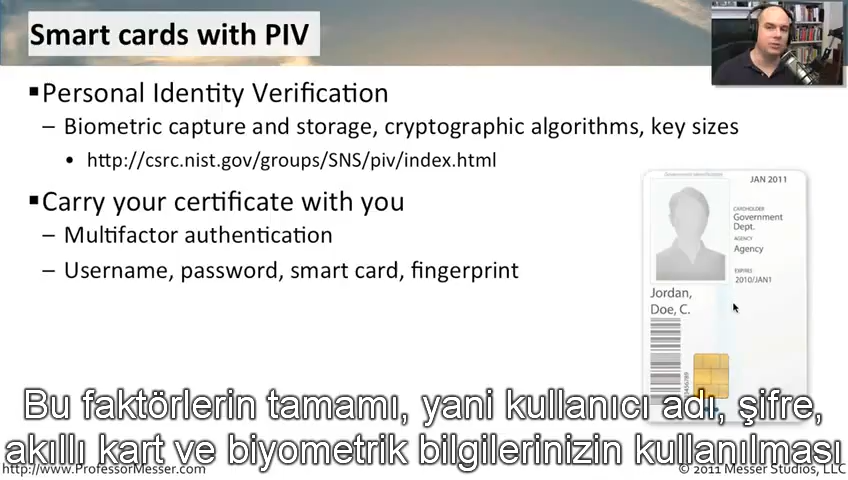 Smart cards with PIV
▪Personal Identity Verification
– Biometric capture and storage, cryptographic algorithms, key sizes
• http://csrc.nist.gov/groups/SNS/piv/index.html
▪Carry your certificate with you
– Multifactor authentication
– Username, password, smart card, fingerprint
JAN 2011
CARDHOLDER
Government
Dept.
AGENCY
Agency
EXPIRES
2010/JAN1
Jordan,
Doe, C.
Bu faktörlerin tamamı, yani kullanıcı adı, şifre,
akıllı kart ve biyometrik bilgilerinizin kullanılması
http://www.ProfessorMesser.com
© 2011 Messer Studios, LLC